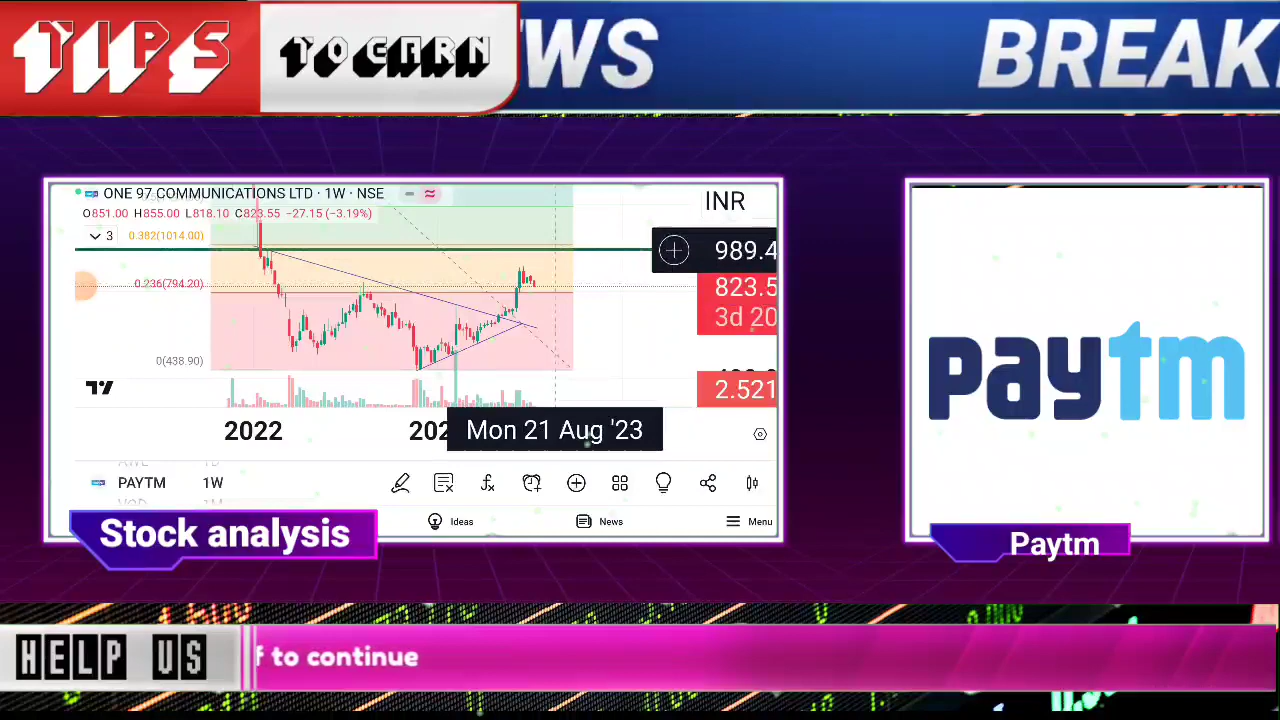 TIPS
TO EARN
WS
BREAK
ONE 97 COMMUNICATIONS LTD · 1W · NSE
O851.00 H855.00 L818.10 C823.55 −27.15 (−3.19%)
3 0.382(1014.00)
0.236(794.20)
0(438.90)
INR
989.4
823.5
3d 20
2.521
2022
202
Mon 21 Aug '23
PAYTM 1W
Ideas
News
Menu
Stock analysis
paytm
Paytm
HELP US
f to continue